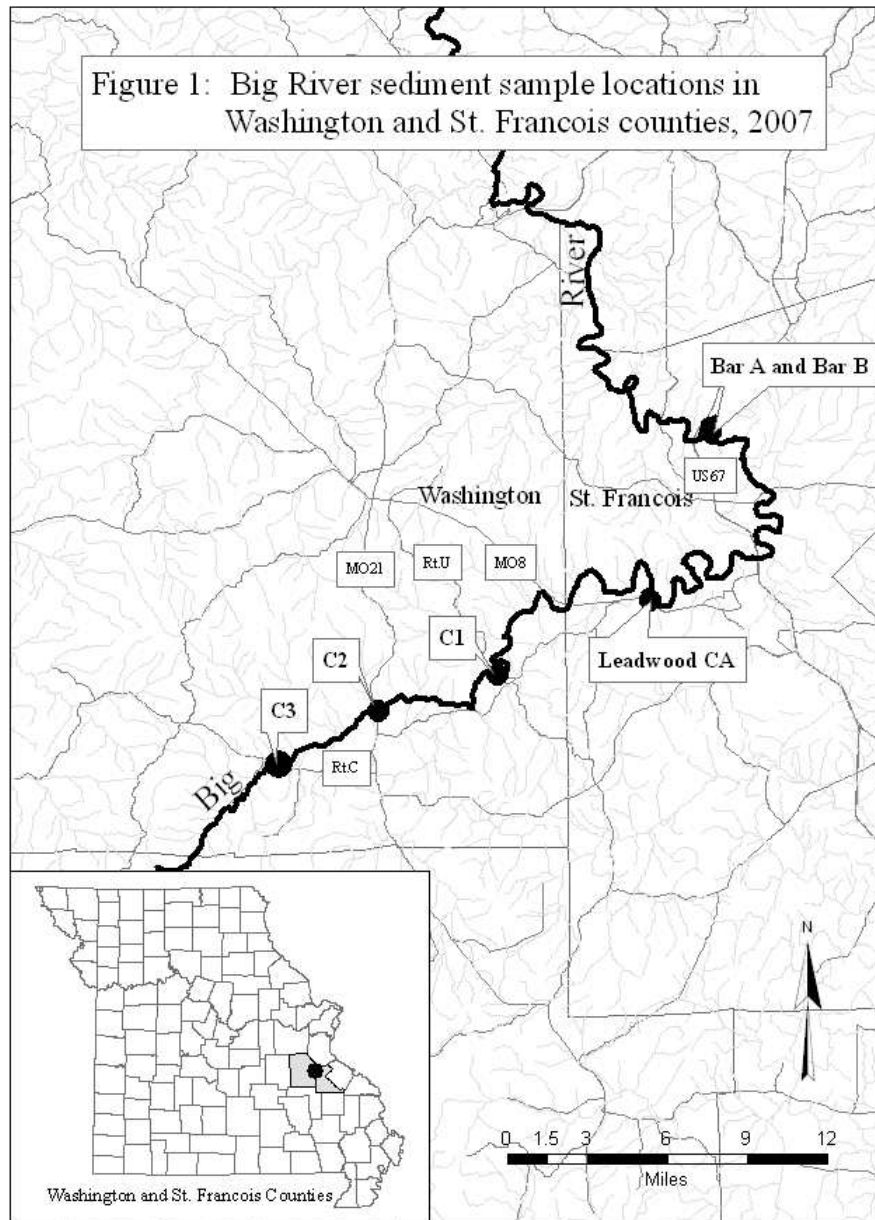 Figure 1: Big River sediment sample locations in
Washington and St. Francois counties, 2007
River
Bar A and Bar B
US67
Washington
St. Francois
MO21
Rt.U
MO8
C1
C2
Leadwood CA
C3
Rt.C
Big
N
0 1.5 3 6 9 12
Miles
Washington and St. Francois Counties